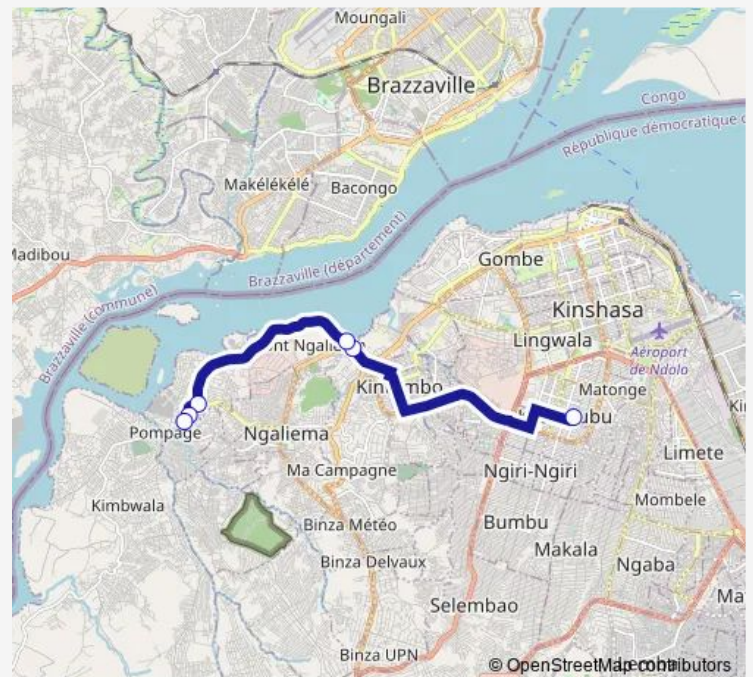 Moungali
Brazzaville
Congo
République démocratique
Makélékélé
Bacongo
Madibou
Brazzaville (département)
Brazzaville (commune)
Gombe
Kinshasa
Lingwala
Aéroport
de Ndolo
Matonge
Limete
Pompage
Ngaliema
Ma Campagne
Ngiri-Ngiri
Mombele
Kimbwala
Binza Météo
Bumbu
Makala
Binza Delvaux
Ngaba
Selembao
Binza UPN
© OpenStreetMap contributors